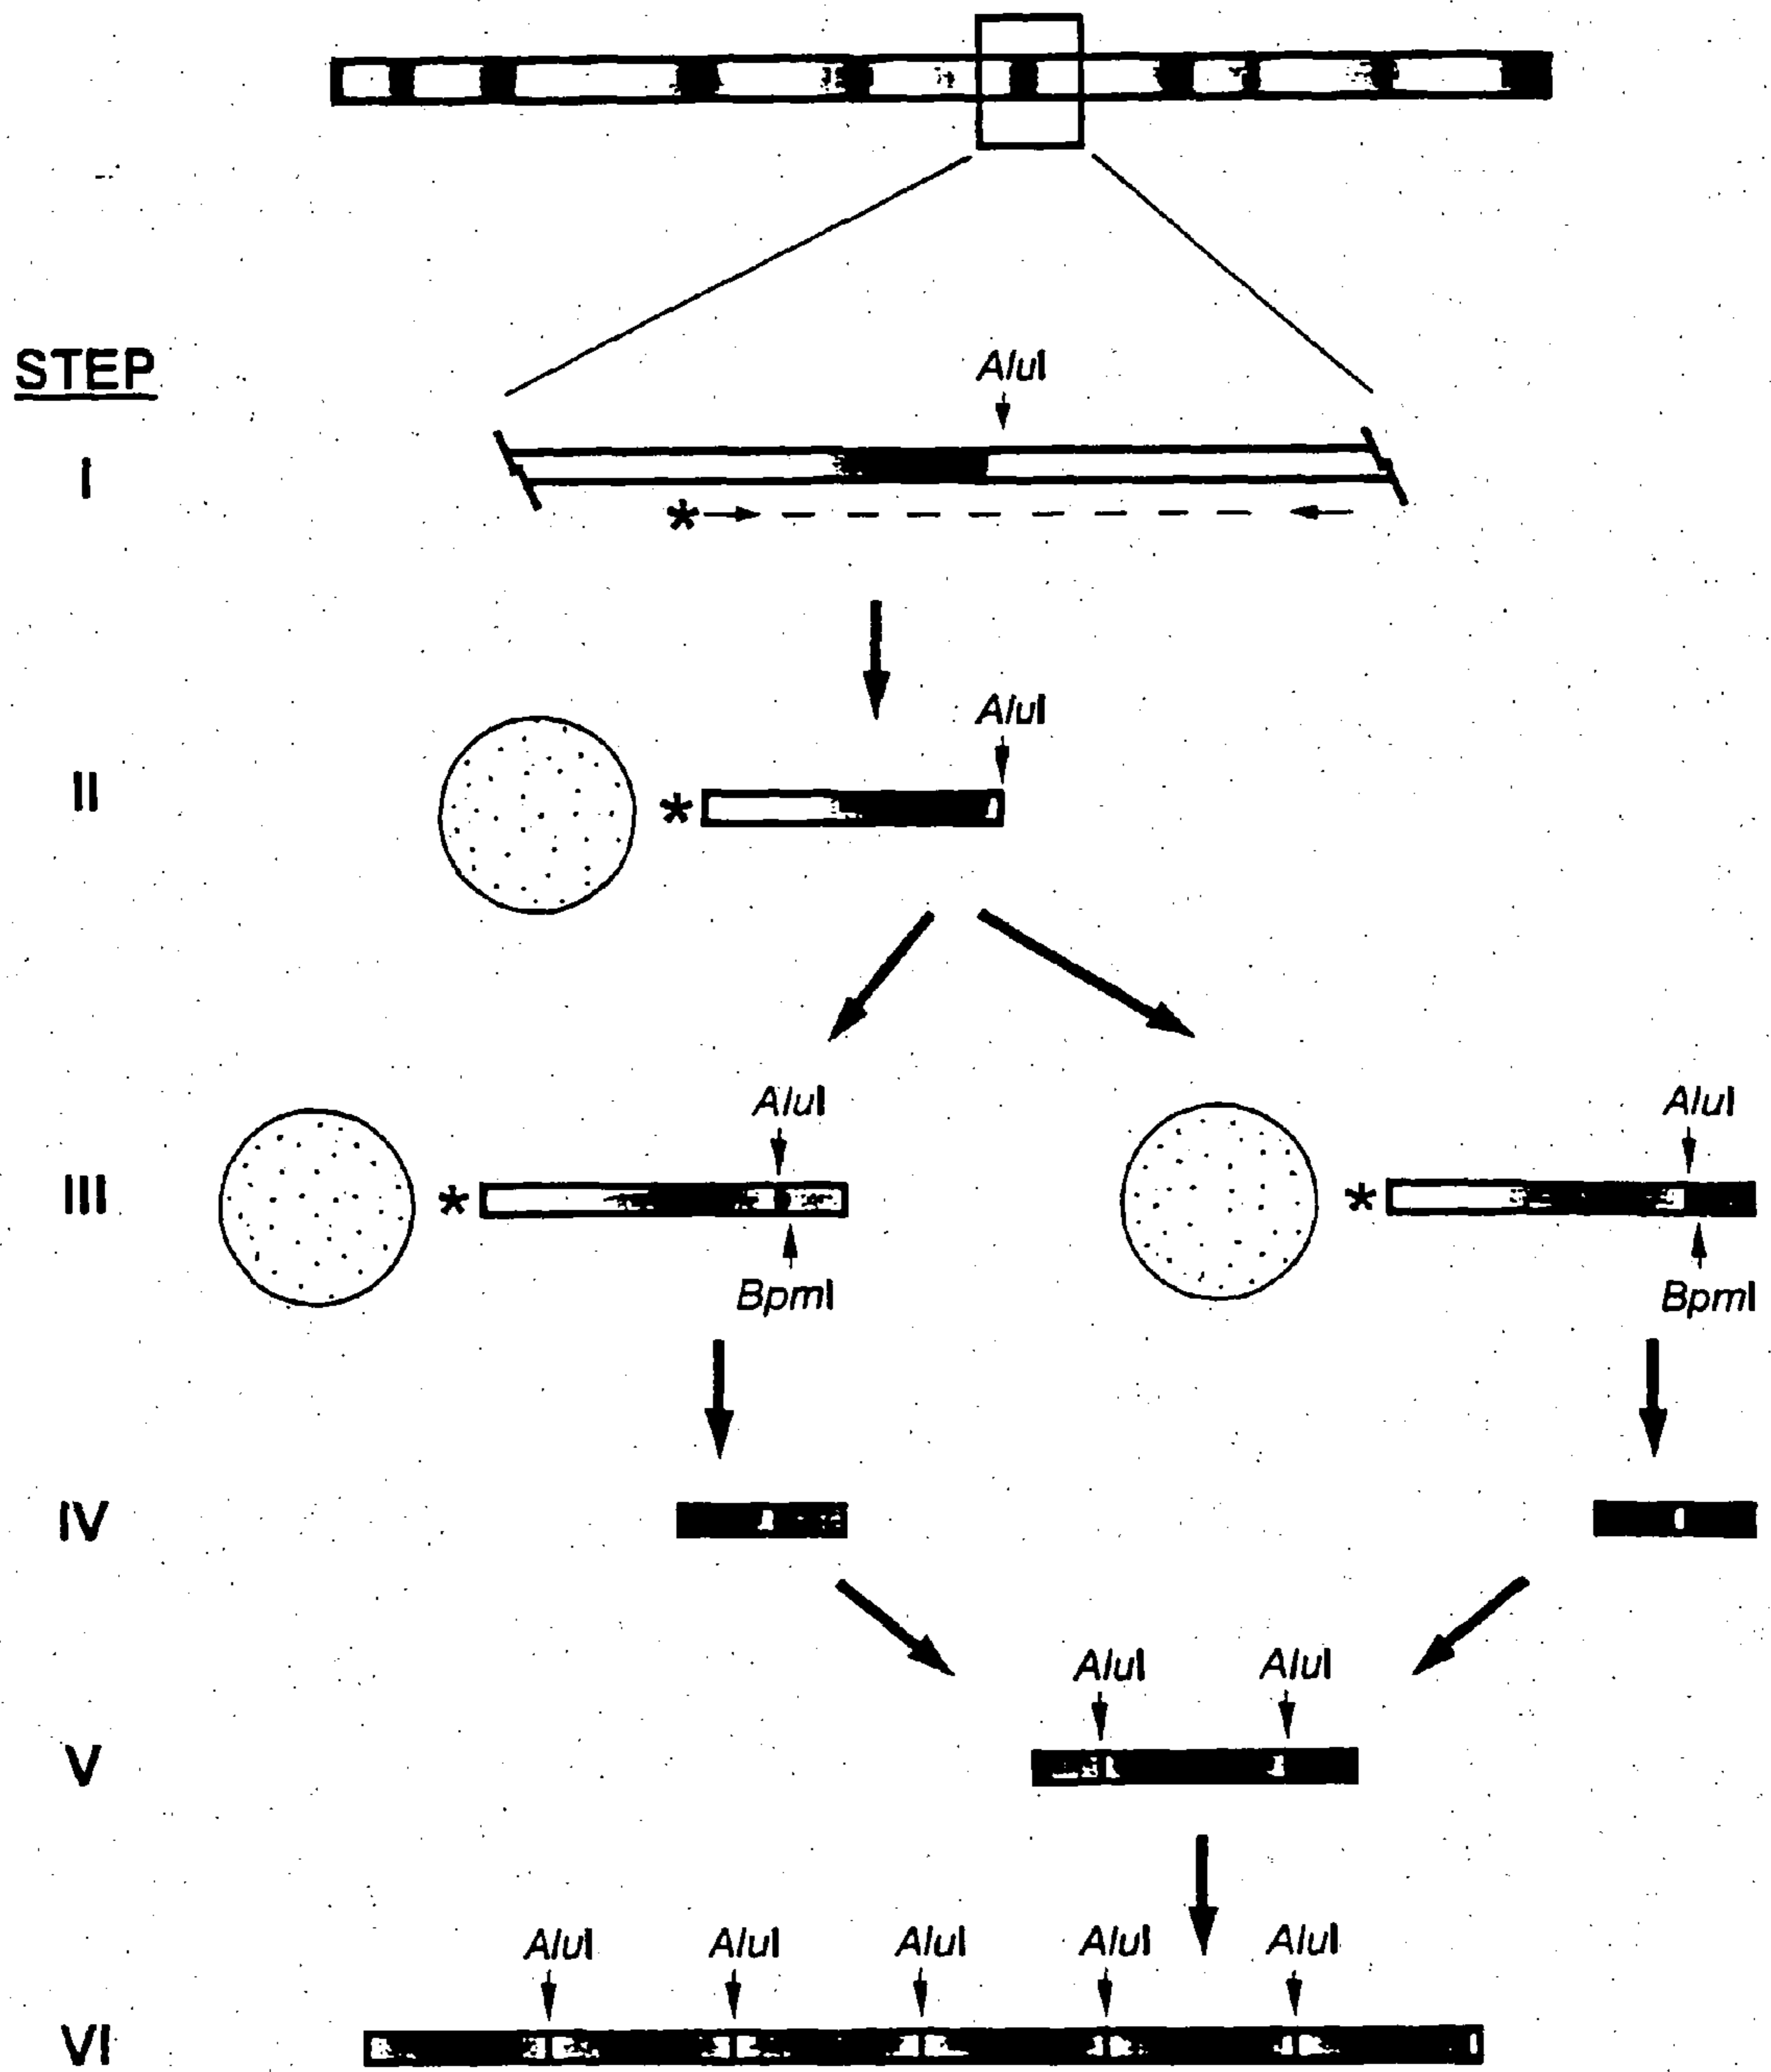 STEP
AluI
I
*
AluI
II
*
AluI AluI
III
* *
BpmI BpmI
IV
AluI AluI
V
AluI AluI AluI AluI AluI
VI